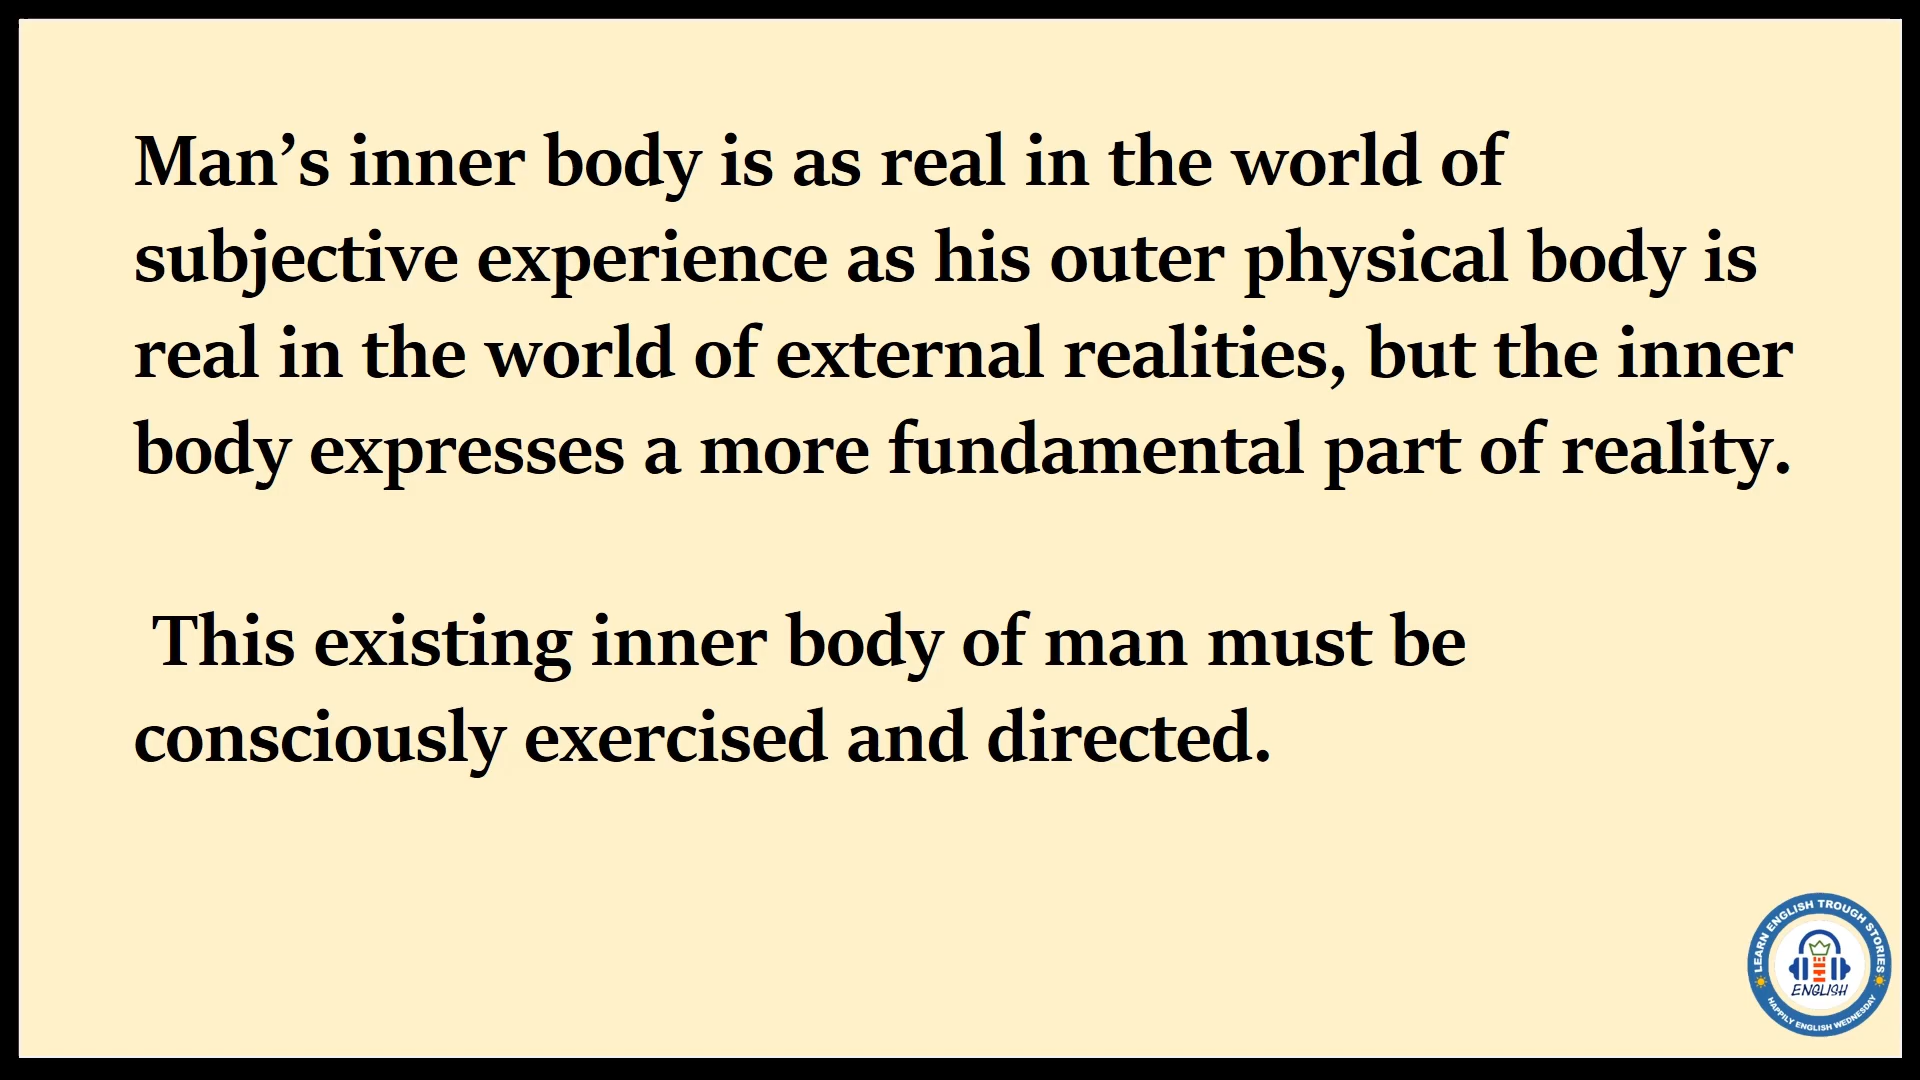 Man’s inner body is as real in the world of
subjective experience as his outer physical body is
real in the world of external realities, but the inner
body expresses a more fundamental part of reality.
This existing inner body of man must be
consciously exercised and directed.
LEARN ENGLISH TROUGH STORIES
ENGLISH
HAPPILY ENGLISH WEDNESDAY